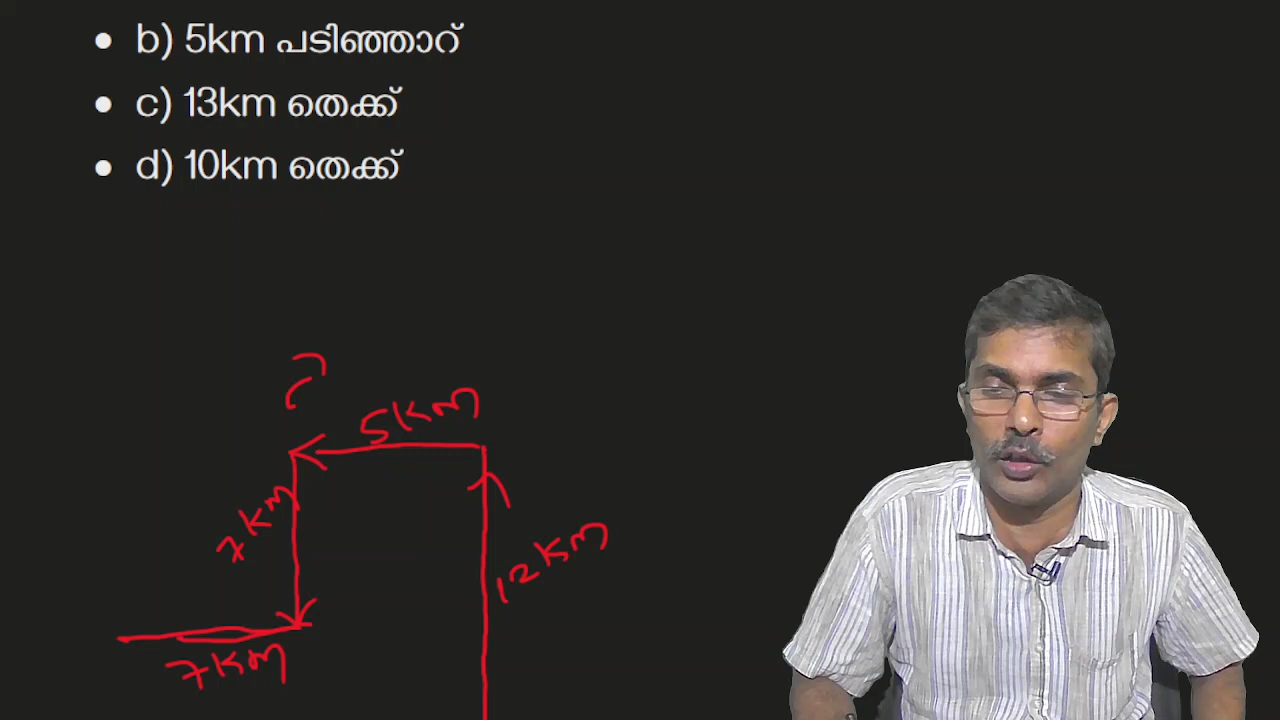 b) 5km പടിഞ്ഞാറ്
c) 13km തെക്ക്
d) 10km തെക്ക്
5km
7km
12km
7km